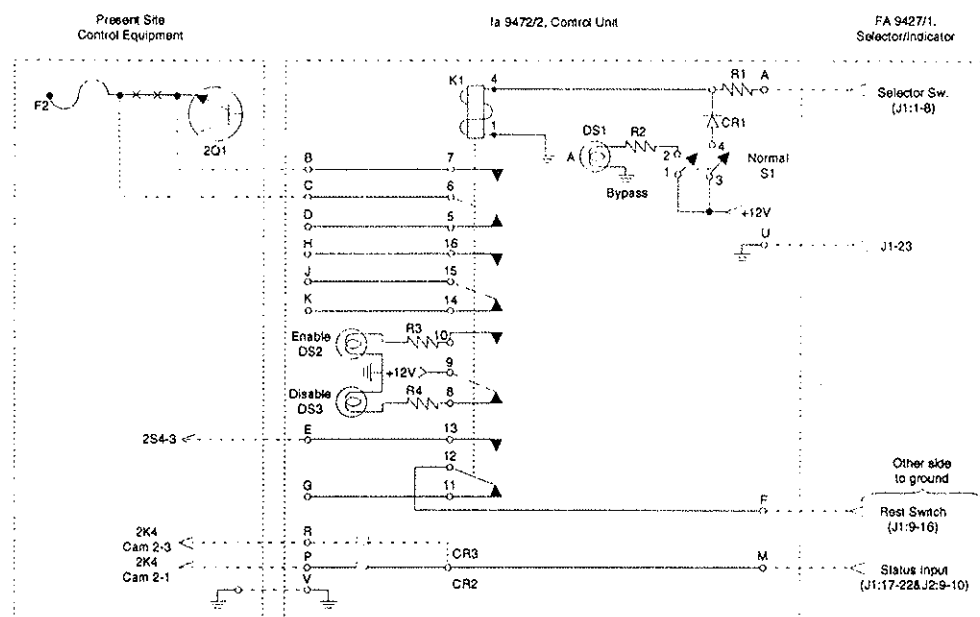 Present Site
Control Equipment
fa 9472/2, Control Unit
FA 9427/1.
Selector/Indicator
F2
2Q1
K1
4
1
R1
A
Selector Sw.
(J1:1-8)
CR1
DS1
R2
A
2
4
1
3
Normal
S1
Bypass
+12V
U
J1-23
B
7
C
6
D
5
H
16
J
15
K
14
Enable
DS2
R3
10
+12V
9
Disable
DS3
R4
8
2S4-3
E
13
12
G
11
Other side
to ground
F
Rest Switch
(J1:9-16)
2K4
Cam 2-3
R
2K4
Cam 2-1
P
CR3
CR2
M
Status Input
(J1:17-22&J2:9-10)
V